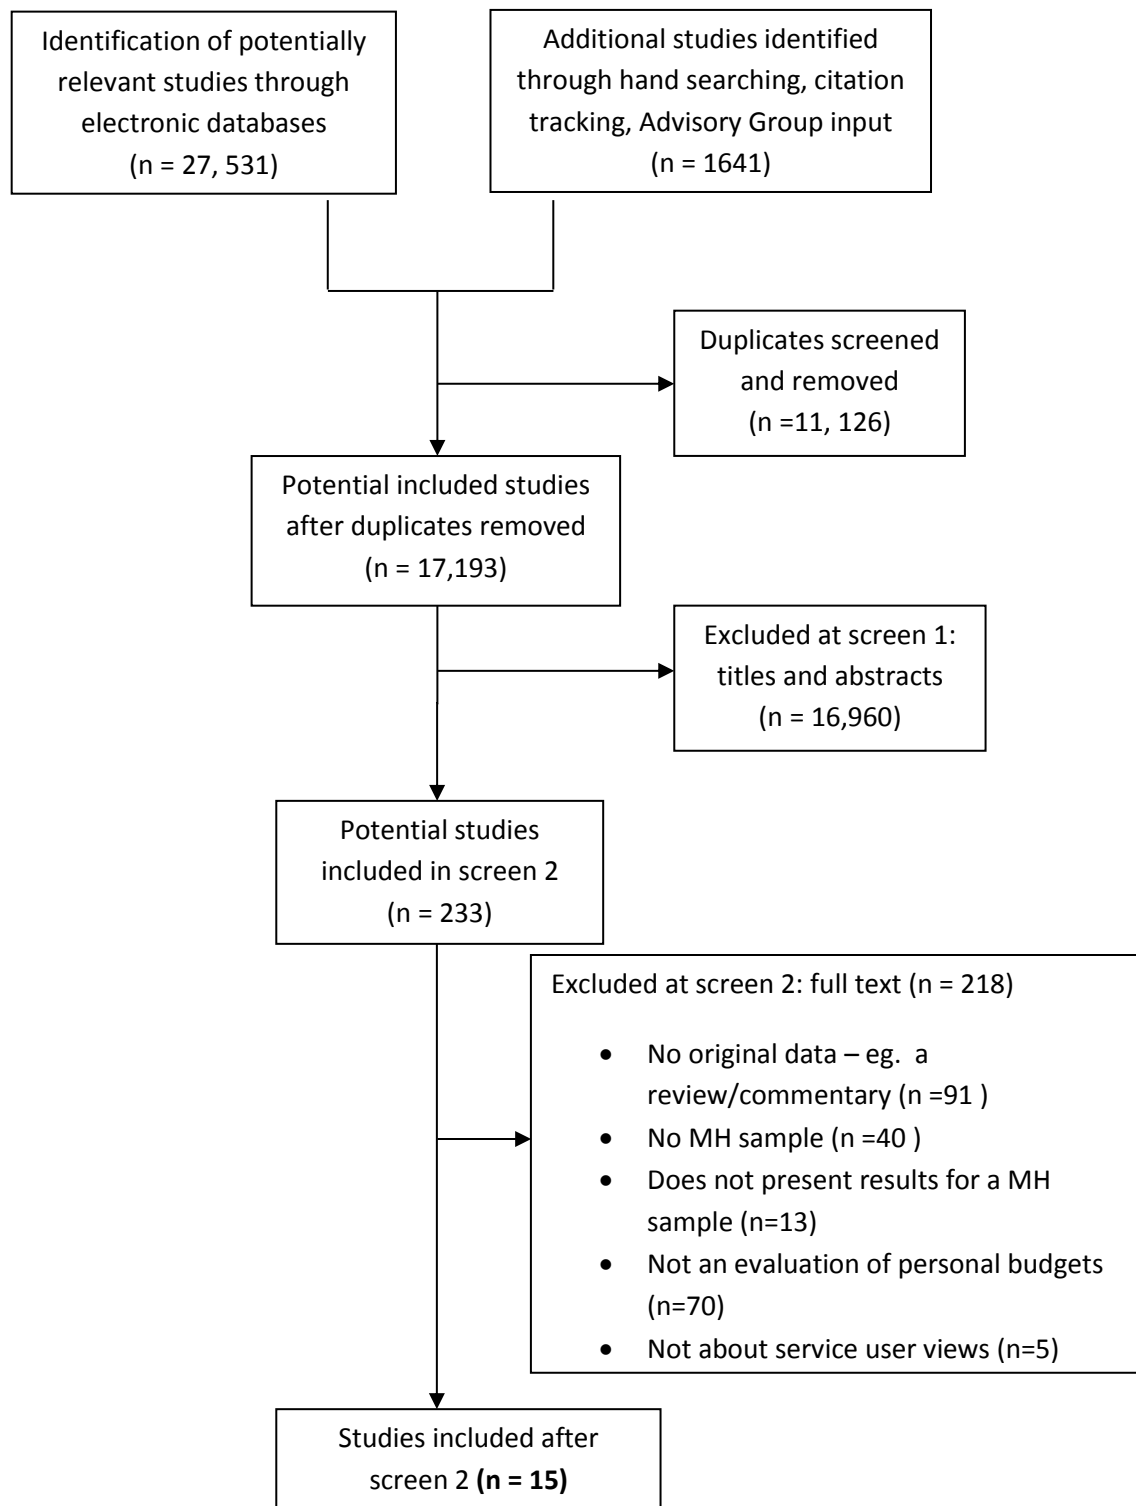 Identification of potentially
relevant studies through
electronic databases
(n = 27, 531)
Additional studies identified
through hand searching, citation
tracking, Advisory Group input
(n = 1641)
Duplicates screened
and removed
(n =11, 126)
Potential included studies
after duplicates removed
(n = 17,193)
Excluded at screen 1:
titles and abstracts
(n = 16,960)
Potential studies
included in screen 2
(n = 233)
Excluded at screen 2: full text (n = 218)
• No original data – eg.  a
review/commentary (n =91 )
• No MH sample (n =40 )
• Does not present results for a MH
sample (n=13)
• Not an evaluation of personal budgets
(n=70)
• Not about service user views (n=5)
Studies included after
screen 2 (n = 15)